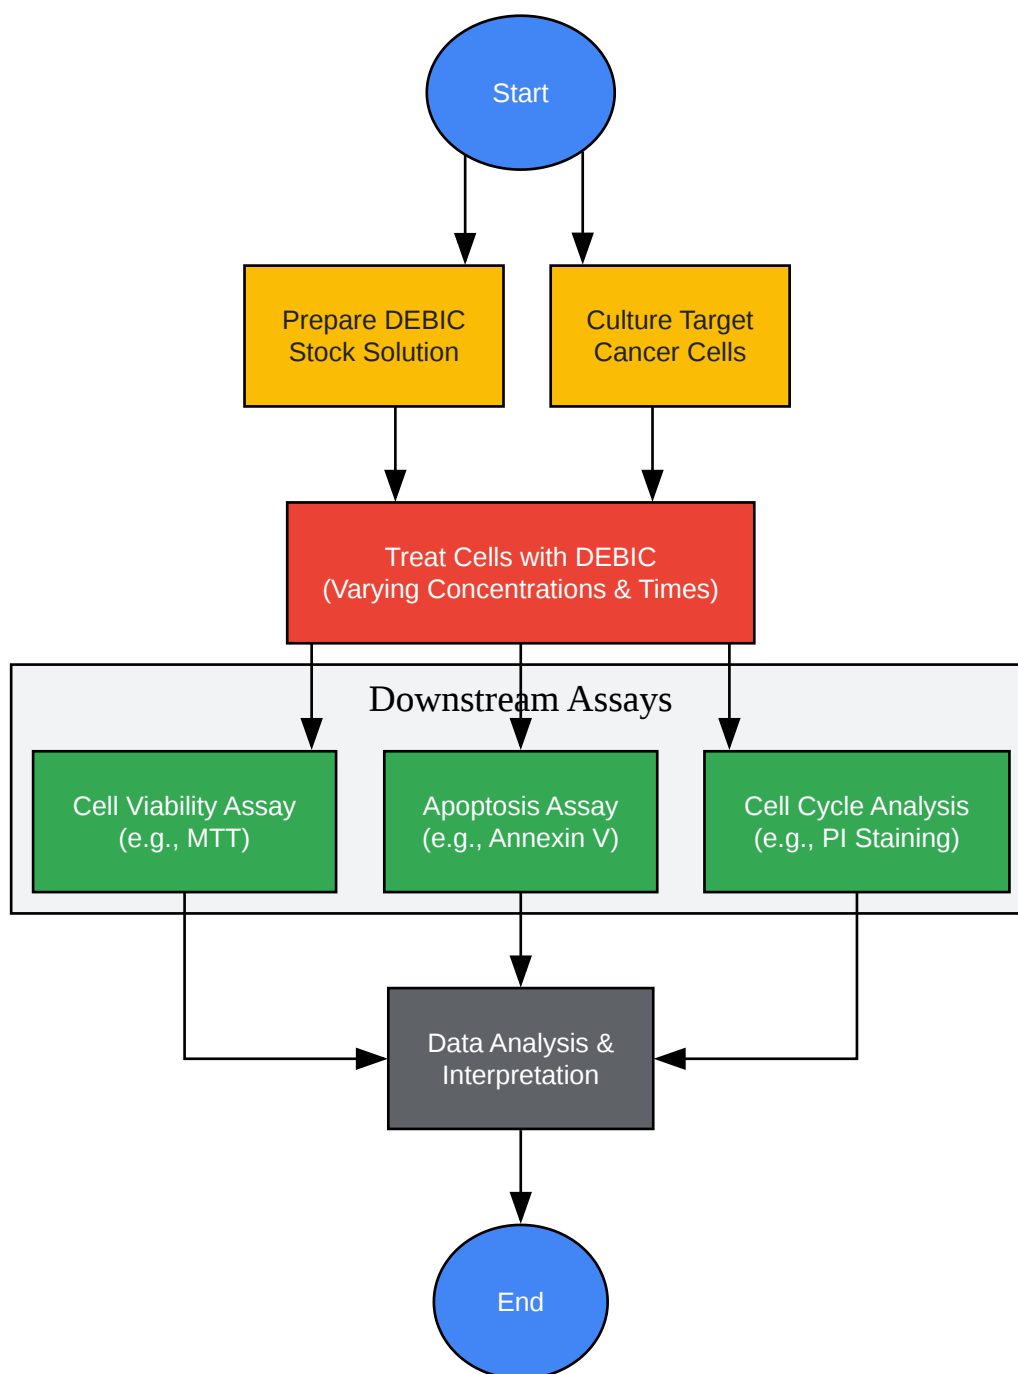 Start
Prepare DEBIC
Stock Solution
Culture Target
Cancer Cells
Treat Cells with DEBIC
(Varying Concentrations & Times)
Downstream Assays
Cell Viability Assay
(e.g., MTT)
Apoptosis Assay
(e.g., Annexin V)
Cell Cycle Analysis
(e.g., PI Staining)
Data Analysis &
Interpretation
End